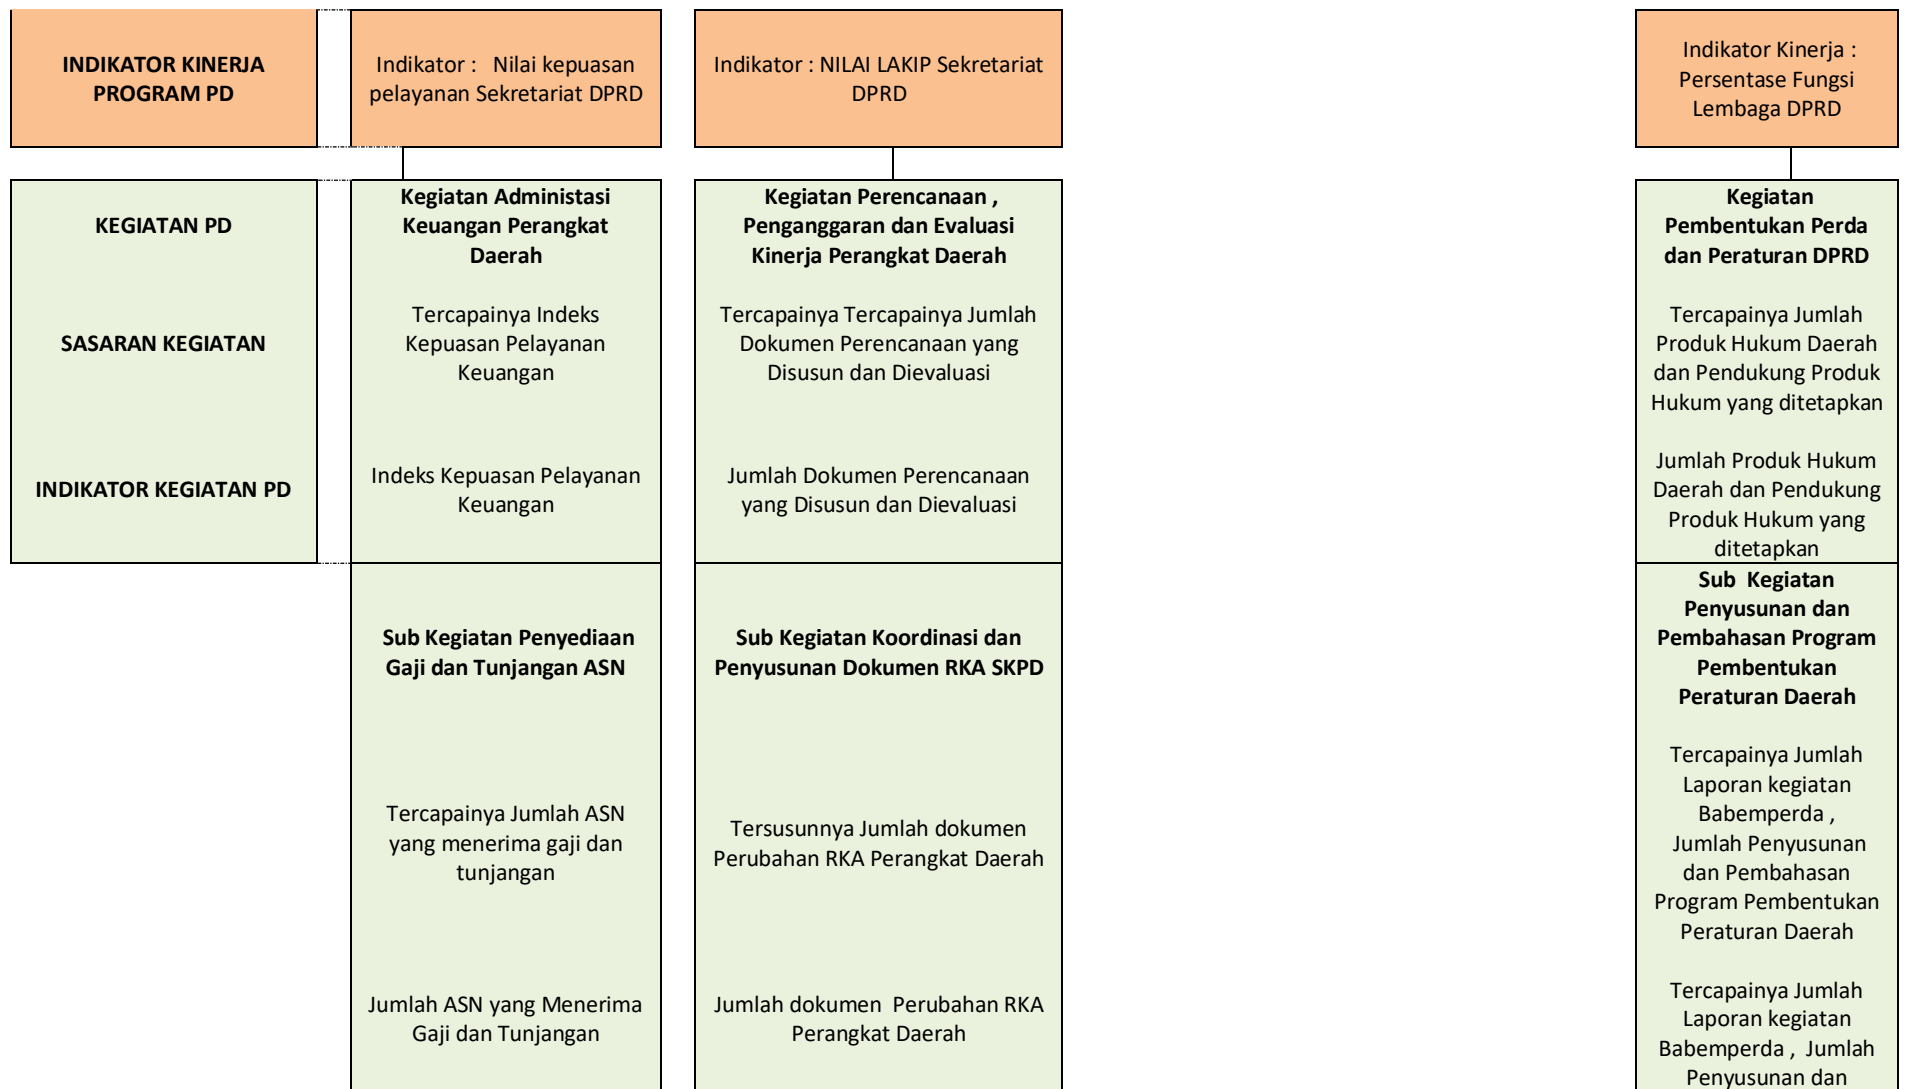 INDIKATOR KINERJA
PROGRAM PD
Indikator : Nilai kepuasan
pelayanan Sekretariat DPRD
Indikator : NILAI LAKIP Sekretariat
DPRD
Indikator Kinerja :
Persentase Fungsi
Lembaga DPRD
KEGIATAN PD
SASARAN KEGIATAN
INDIKATOR KEGIATAN PD
Kegiatan Administasi
Keuangan Perangkat
Daerah
Tercapainya Indeks
Kepuasan Pelayanan
Keuangan
Indeks Kepuasan Pelayanan
Keuangan
Sub Kegiatan Penyediaan
Gaji dan Tunjangan ASN
Tercapainya Jumlah ASN
yang menerima gaji dan
tunjangan
Jumlah ASN yang Menerima
Gaji dan Tunjangan
Kegiatan Perencanaan ,
Penganggaran dan Evaluasi
Kinerja Perangkat Daerah
Tercapainya Tercapainya Jumlah
Dokumen Perencanaan yang
Disusun dan Dievaluasi
Jumlah Dokumen Perencanaan
yang Disusun dan Dievaluasi
Sub Kegiatan Koordinasi dan
Penyusunan Dokumen RKA SKPD
Tersusunnya Jumlah dokumen
Perubahan RKA Perangkat Daerah
Jumlah dokumen  Perubahan RKA
Perangkat Daerah
Kegiatan
Pembentukan Perda
dan Peraturan DPRD
Tercapainya Jumlah
Produk Hukum Daerah
dan Pendukung Produk
Hukum yang ditetapkan
Jumlah Produk Hukum
Daerah dan Pendukung
Produk Hukum yang
ditetapkan
Sub  Kegiatan
Penyusunan dan
Pembahasan Program
Pembentukan
Peraturan Daerah
Tercapainya Jumlah
Laporan kegiatan
Babemperda ,
Jumlah Penyusunan
dan Pembahasan
Program Pembentukan
Peraturan Daerah
Tercapainya Jumlah
Laporan kegiatan
Babemperda ,  Jumlah
Penyusunan dan